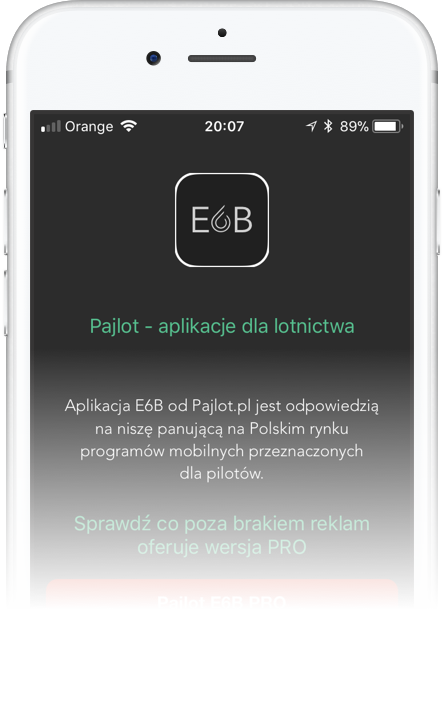 Orange 20:07 89%
E6B
Pajlot - aplikacje dla lotnictwa
Aplikacja E6B od Pajlot.pl jest odpowiedzią
na niszę panującą na Polskim rynku
programów mobilnych przeznaczonych
dla pilotów.
Sprawdź co poza brakiem reklam
oferuje wersja PRO
Pajlot E6B PRO